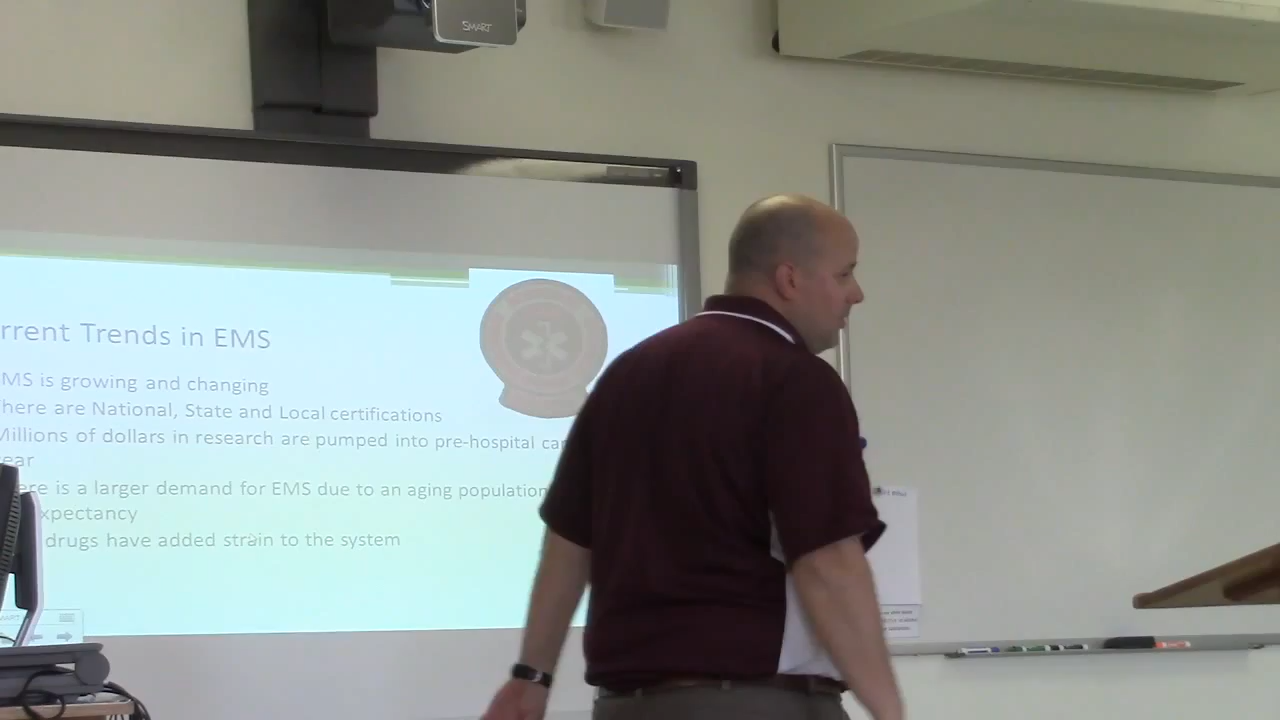 SMART
rrent Trends in EMS
MS is growing and changing
here are National, State and Local certifications
Millions of dollars in research are pumped into pre-hospital ca
ear
ere is a larger demand for EMS due to an aging population
xpectancy
drugs have added strain to the system